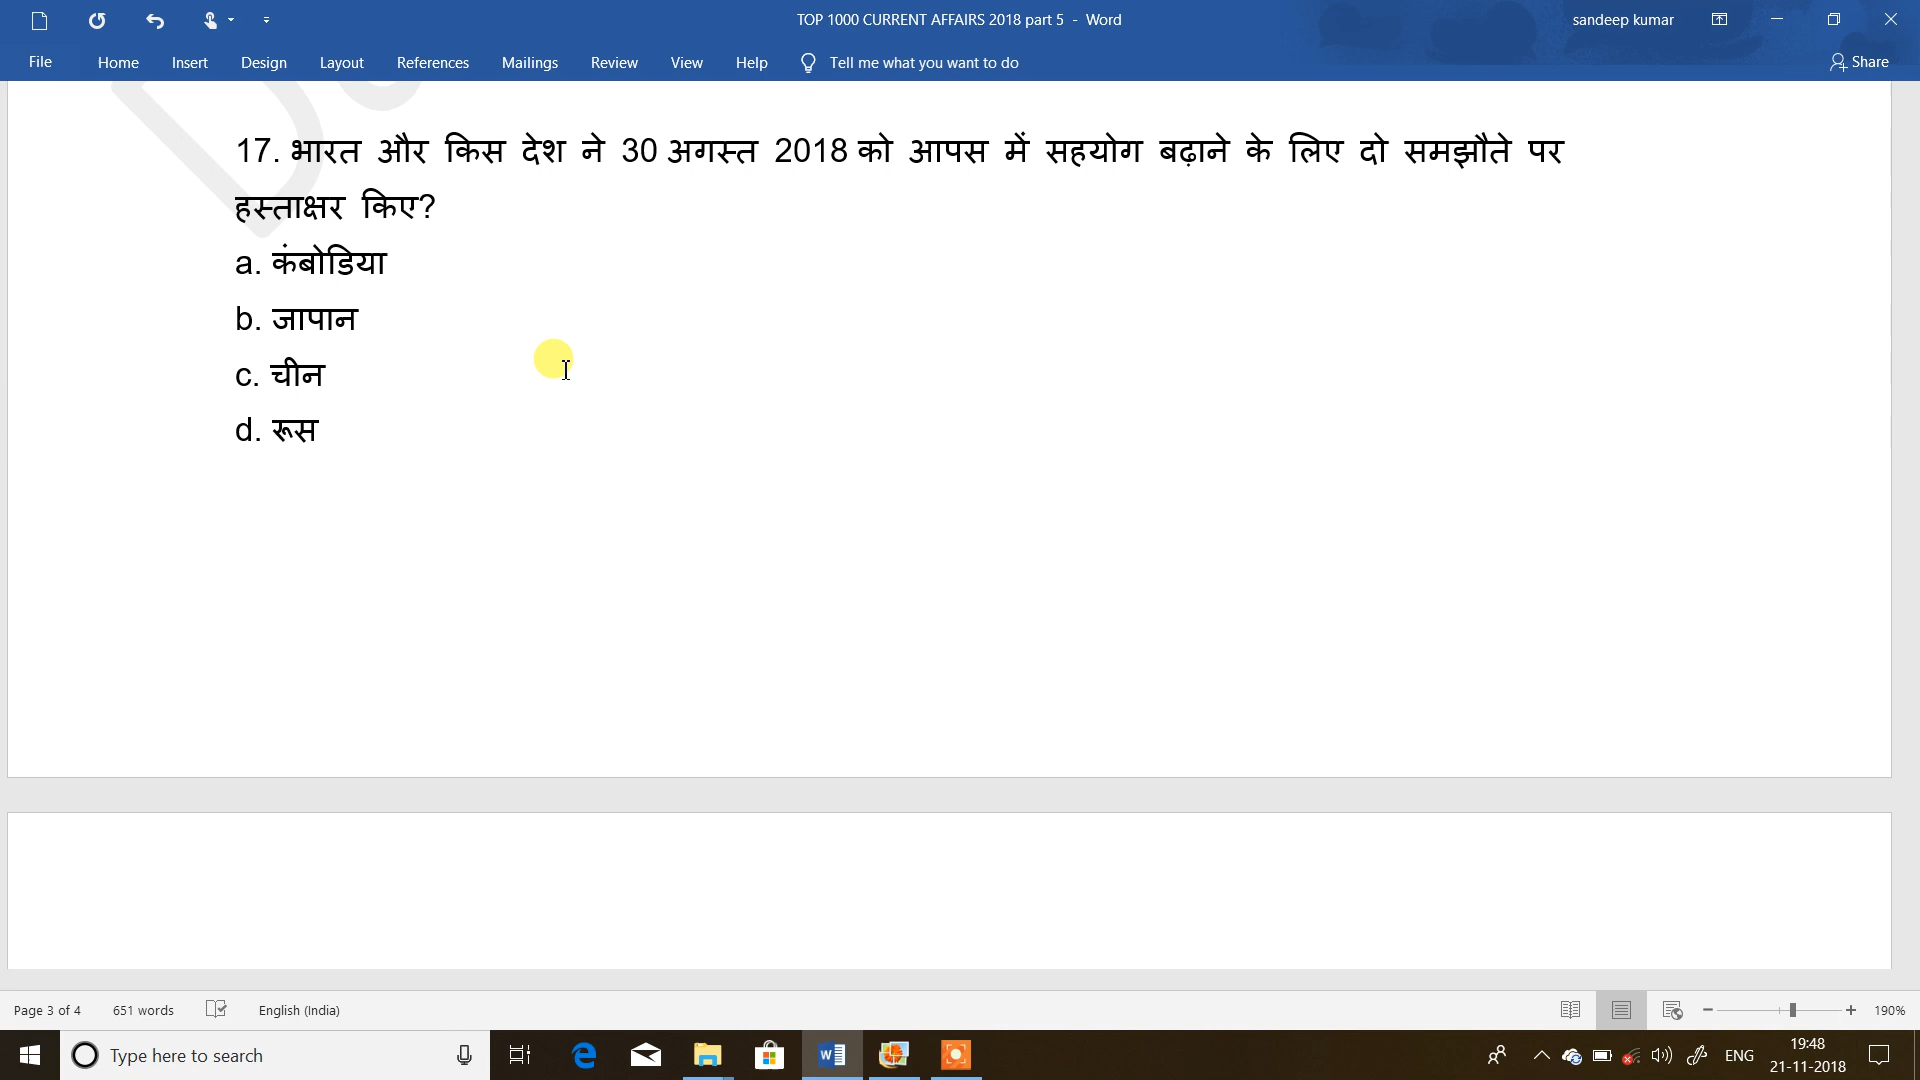 TOP 1000 CURRENT AFFAIRS 2018 part 5 - Word
sandeep kumar
File Home Insert Design Layout References Mailings Review View Help Tell me what you want to do Share
17. भारत और किस देश ने 30 अगस्त 2018 को आपस में सहयोग बढ़ाने के लिए दो समझौते पर
हस्ताक्षर किए?
a. कंबोडिया
b. जापान
c. चीन
d. रूस
Page 3 of 4 651 words English (India) 190%
Type here to search
ENG
19:48
21-11-2018